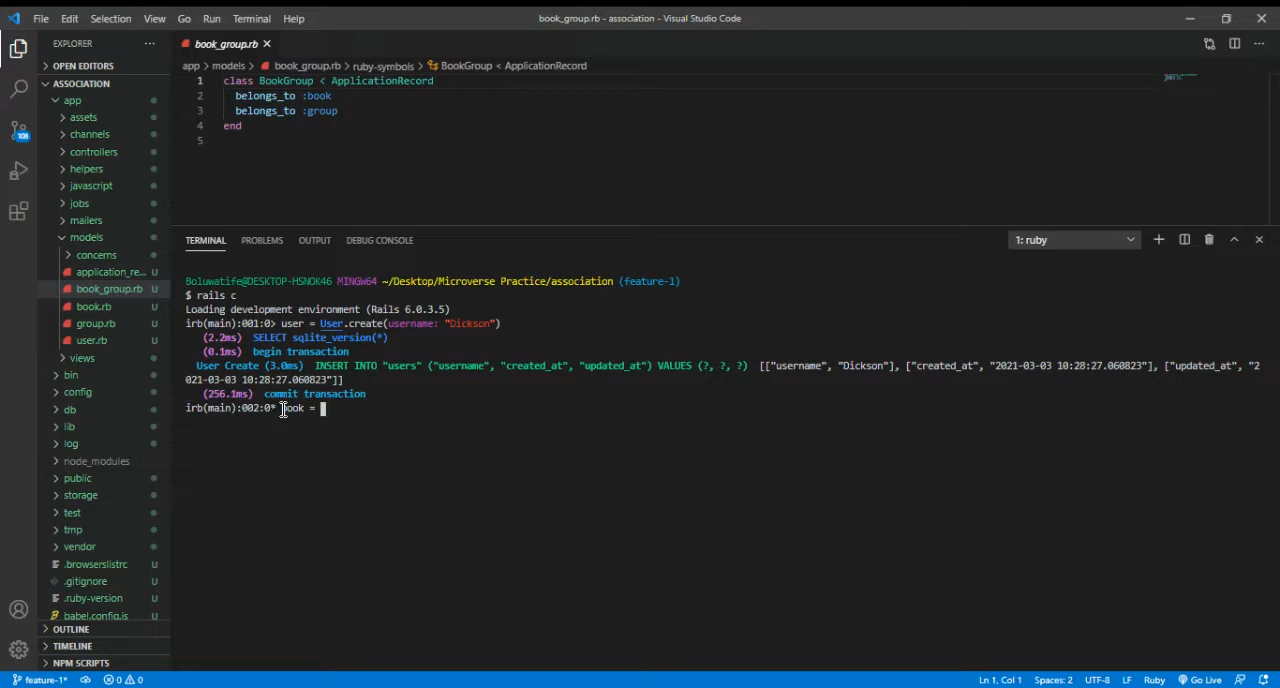 File Edit Selection View Go Run Terminal Help
book_group.rb - association - Visual Studio Code
EXPLORER
OPEN EDITORS
ASSOCIATION
app
assets
channels
controllers
helpers
javascript
jobs
mailers
models
concerns
application_re... U
book_group.rb U
book.rb U
group.rb U
user.rb U
views
bin
config
db
lib
log
node_modules
public
storage
test
tmp
vendor
.browserslistrc U
.gitignore U
.ruby-version U
babel.config.js U
OUTLINE
TIMELINE
NPM SCRIPTS
108
book_group.rb
app > models > book_group.rb > ruby-symbols > BookGroup < ApplicationRecord
1 class BookGroup < ApplicationRecord
2 belongs_to :book
3 belongs_to :group
4 end
5
TERMINAL PROBLEMS OUTPUT DEBUG CONSOLE
1: ruby
Boluwatife@DESKTOP-HSNOK46 MINGW64 ~/Desktop/Microverse Practice/association (feature-1)
$ rails c
Loading development environment (Rails 6.0.3.5)
irb(main):001:0> user = User.create(username: "Dickson")
(2.2ms) SELECT sqlite_version(*)
(0.1ms) begin transaction
User Create (3.0ms) INSERT INTO "users" ("username", "created_at", "updated_at") VALUES (?, ?, ?) [["username", "Dickson"], ["created_at", "2021-03-03 10:28:27.060823"], ["updated_at", "2
021-03-03 10:28:27.060823"]]
(256.1ms) commit transaction
irb(main):002:0* book =
feature-1* 0 0
Ln 1, Col 1 Spaces: 2 UTF-8 LF Ruby Go Live